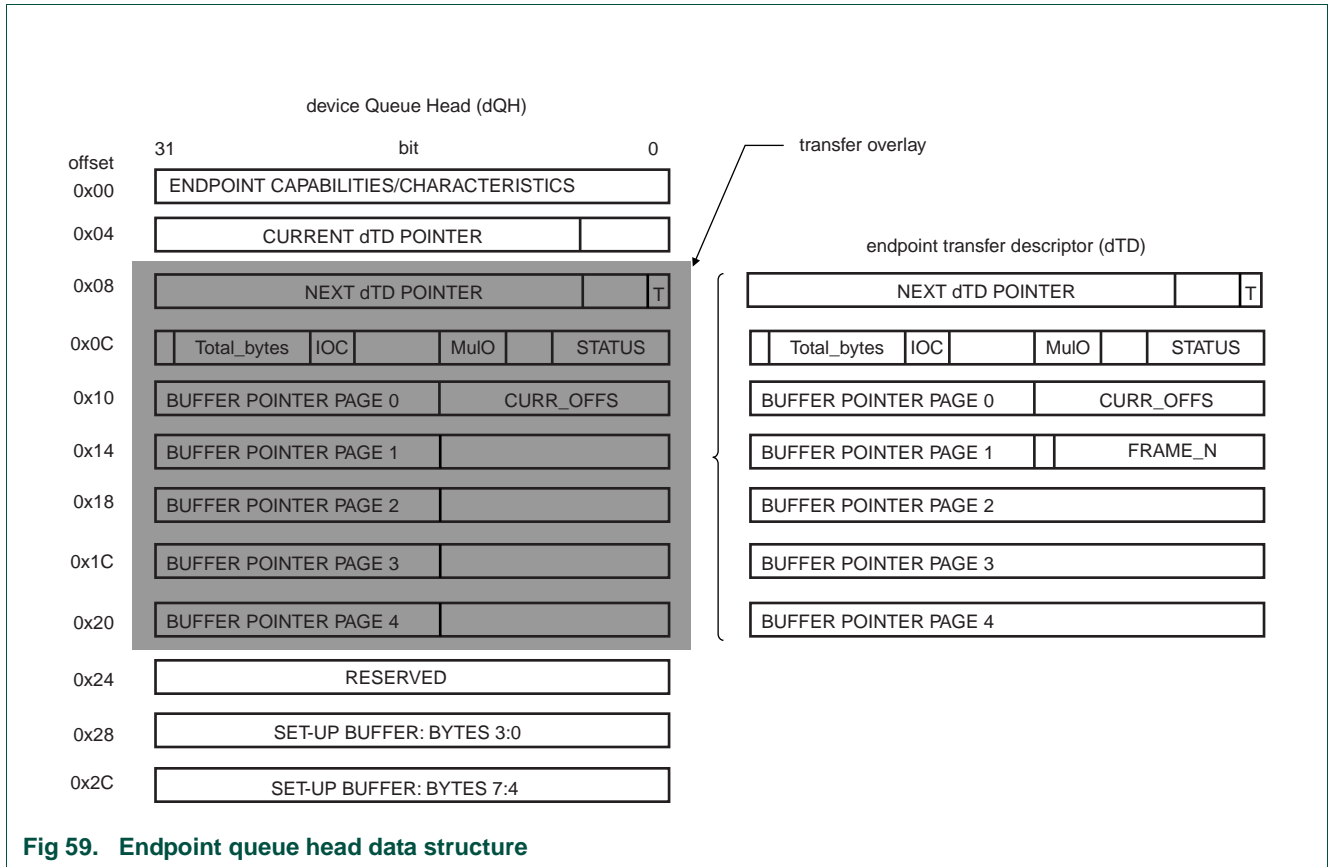 device Queue Head (dQH)
31 bit 0
transfer overlay
offset
0x00 ENDPOINT CAPABILITIES/CHARACTERISTICS
0x04 CURRENT dTD POINTER
endpoint transfer descriptor (dTD)
0x08 NEXT dTD POINTER T NEXT dTD POINTER T
0x0C Total_bytes IOC MulO STATUS Total_bytes IOC MulO STATUS
0x10 BUFFER POINTER PAGE 0 CURR_OFFS BUFFER POINTER PAGE 0 CURR_OFFS
0x14 BUFFER POINTER PAGE 1 BUFFER POINTER PAGE 1 FRAME_N
0x18 BUFFER POINTER PAGE 2 BUFFER POINTER PAGE 2
0x1C BUFFER POINTER PAGE 3 BUFFER POINTER PAGE 3
0x20 BUFFER POINTER PAGE 4 BUFFER POINTER PAGE 4
0x24 RESERVED
0x28 SET-UP BUFFER: BYTES 3:0
0x2C SET-UP BUFFER: BYTES 7:4
Fig 59. Endpoint queue head data structure